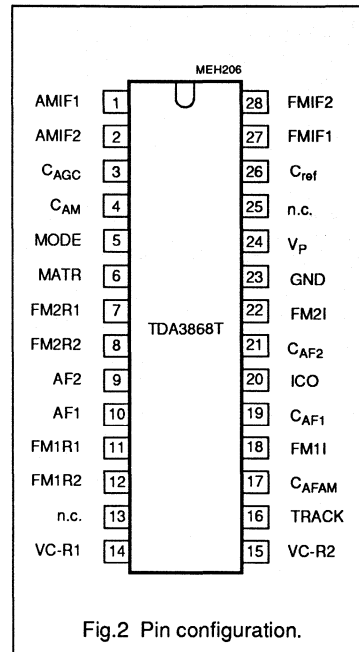 MEH206
AMIF1 1 28 FMIF2
AMIF2 2 27 FMIF1
CAGC 3 26 Cref
CAM 4 25 n.c.
MODE 5 24 VP
MATR 6 23 GND
FM2R1 7 22 FM2I
TDA3868T
FM2R2 8 21 CAF2
AF2 9 20 ICO
AF1 10 19 CAF1
FM1R1 11 18 FM1I
FM1R2 12 17 CAFAM
n.c. 13 16 TRACK
VC-R1 14 15 VC-R2
Fig.2 Pin configuration.